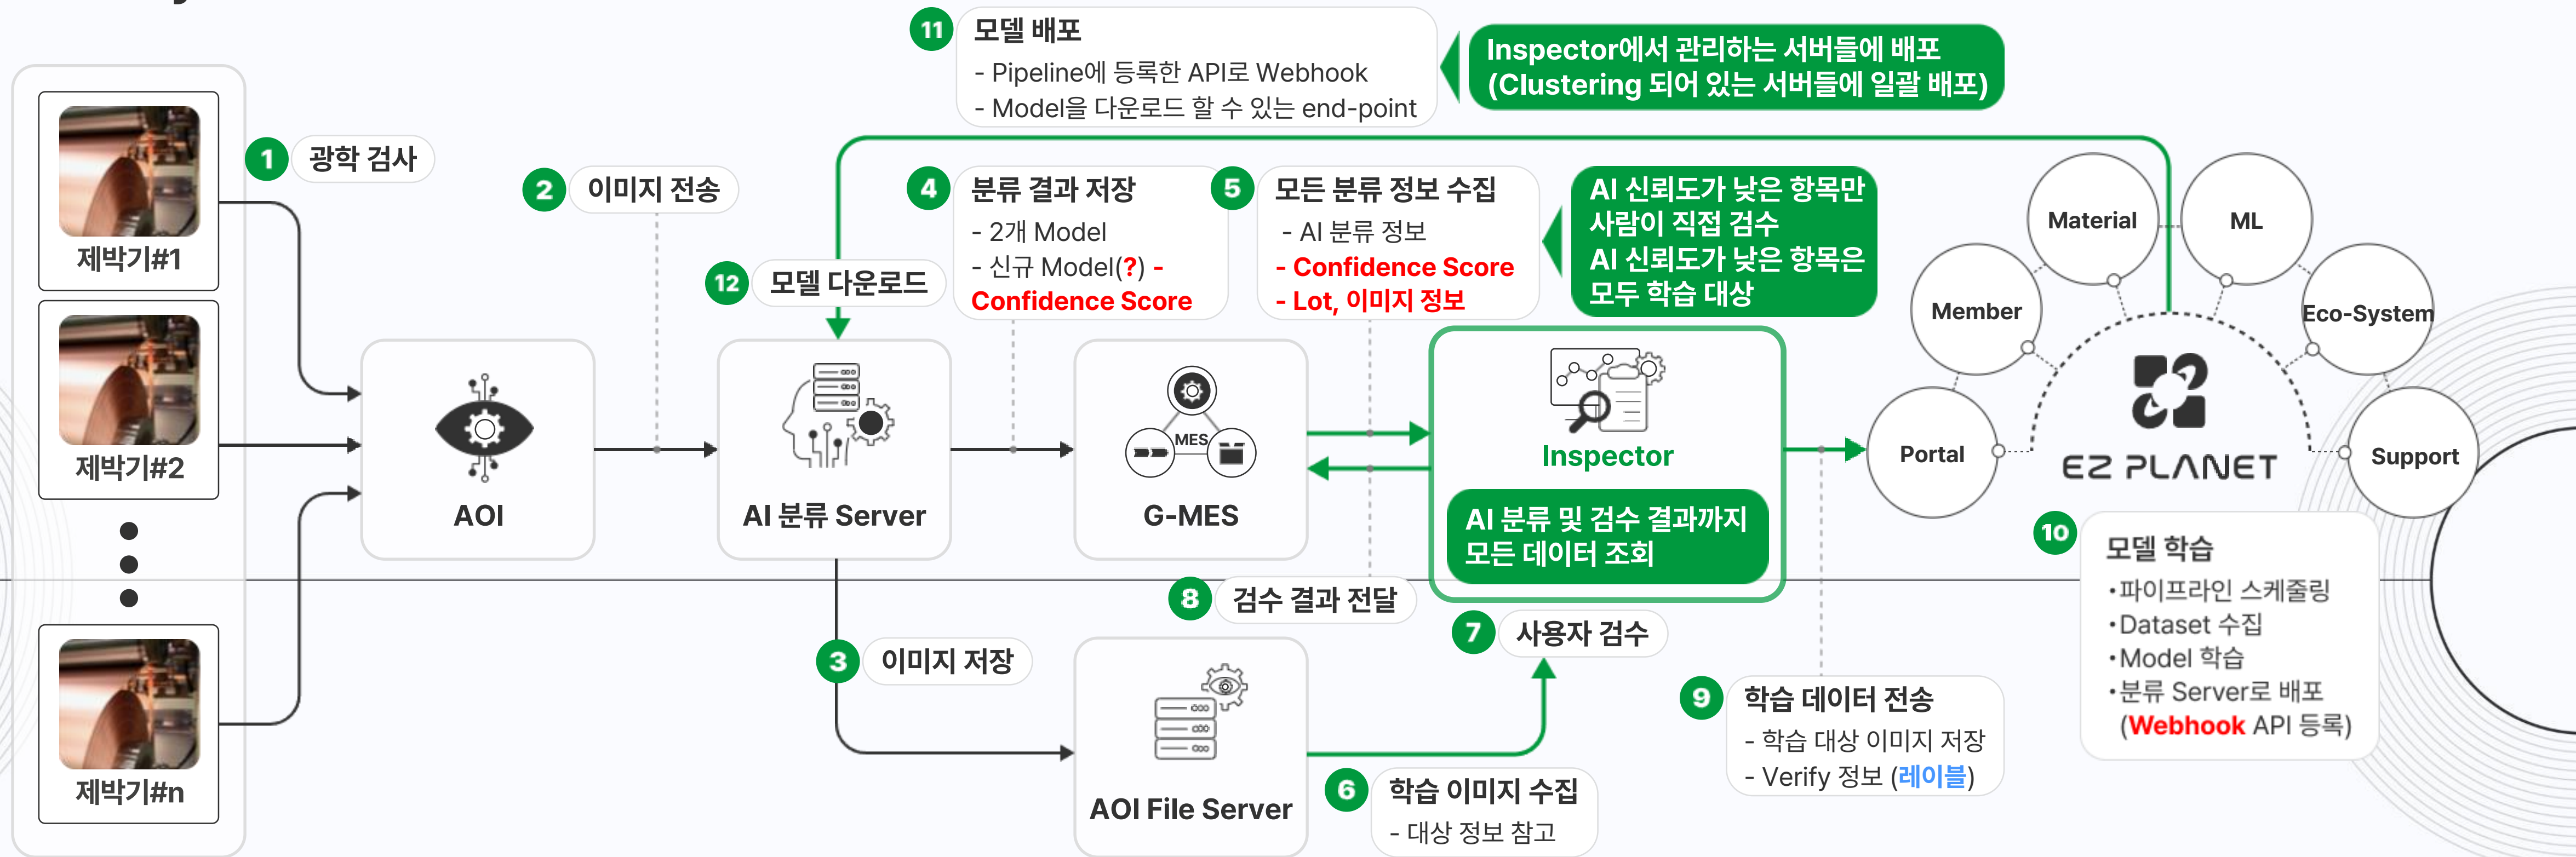 11 모델 배포
- Pipeline에 등록한 API로 Webhook
- Model을 다운로드 할 수 있는 end-point
Inspector에서 관리하는 서버들에 배포
(Clustering 되어 있는 서버들에 일괄 배포)
제박기#1
제박기#2
제박기#n
1 광학 검사
2 이미지 전송
4 분류 결과 저장
- 2개 Model
- 신규 Model(?) -
Confidence Score
5 모든 분류 정보 수집
- AI 분류 정보
- Confidence Score
- Lot, 이미지 정보
AI 신뢰도가 낮은 항목만
사람이 직접 검수
AI 신뢰도가 낮은 항목은
모두 학습 대상
12 모델 다운로드
AOI
AI 분류 Server
MES
G-MES
Inspector
AI 분류 및 검수 결과까지
모든 데이터 조회
Portal
Member
Material
ML
Eco-System
Support
EZ PLANET
8 검수 결과 전달
7 사용자 검수
3 이미지 저장
AOI File Server
6 학습 이미지 수집
- 대상 정보 참고
9 학습 데이터 전송
- 학습 대상 이미지 저장
- Verify 정보 (레이블)
10 모델 학습
•파이프라인 스케줄링
•Dataset 수집
•Model 학습
•분류 Server로 배포
(Webhook API 등록)